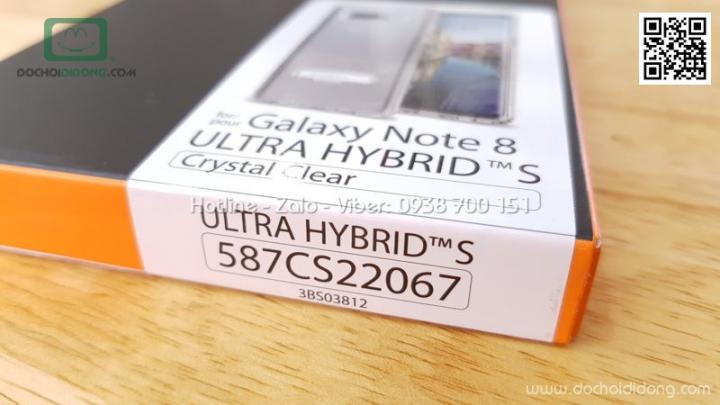 DOCHOIDIDONG.COM
for/
pour
Galaxy Note 8
ULTRA HYBRID™ S
Crystal Clear
Hotline - Zalo - Viber: 0938 700 151
ULTRA HYBRID™ S
587CS22067
3BS03812
www.dochoididong.com